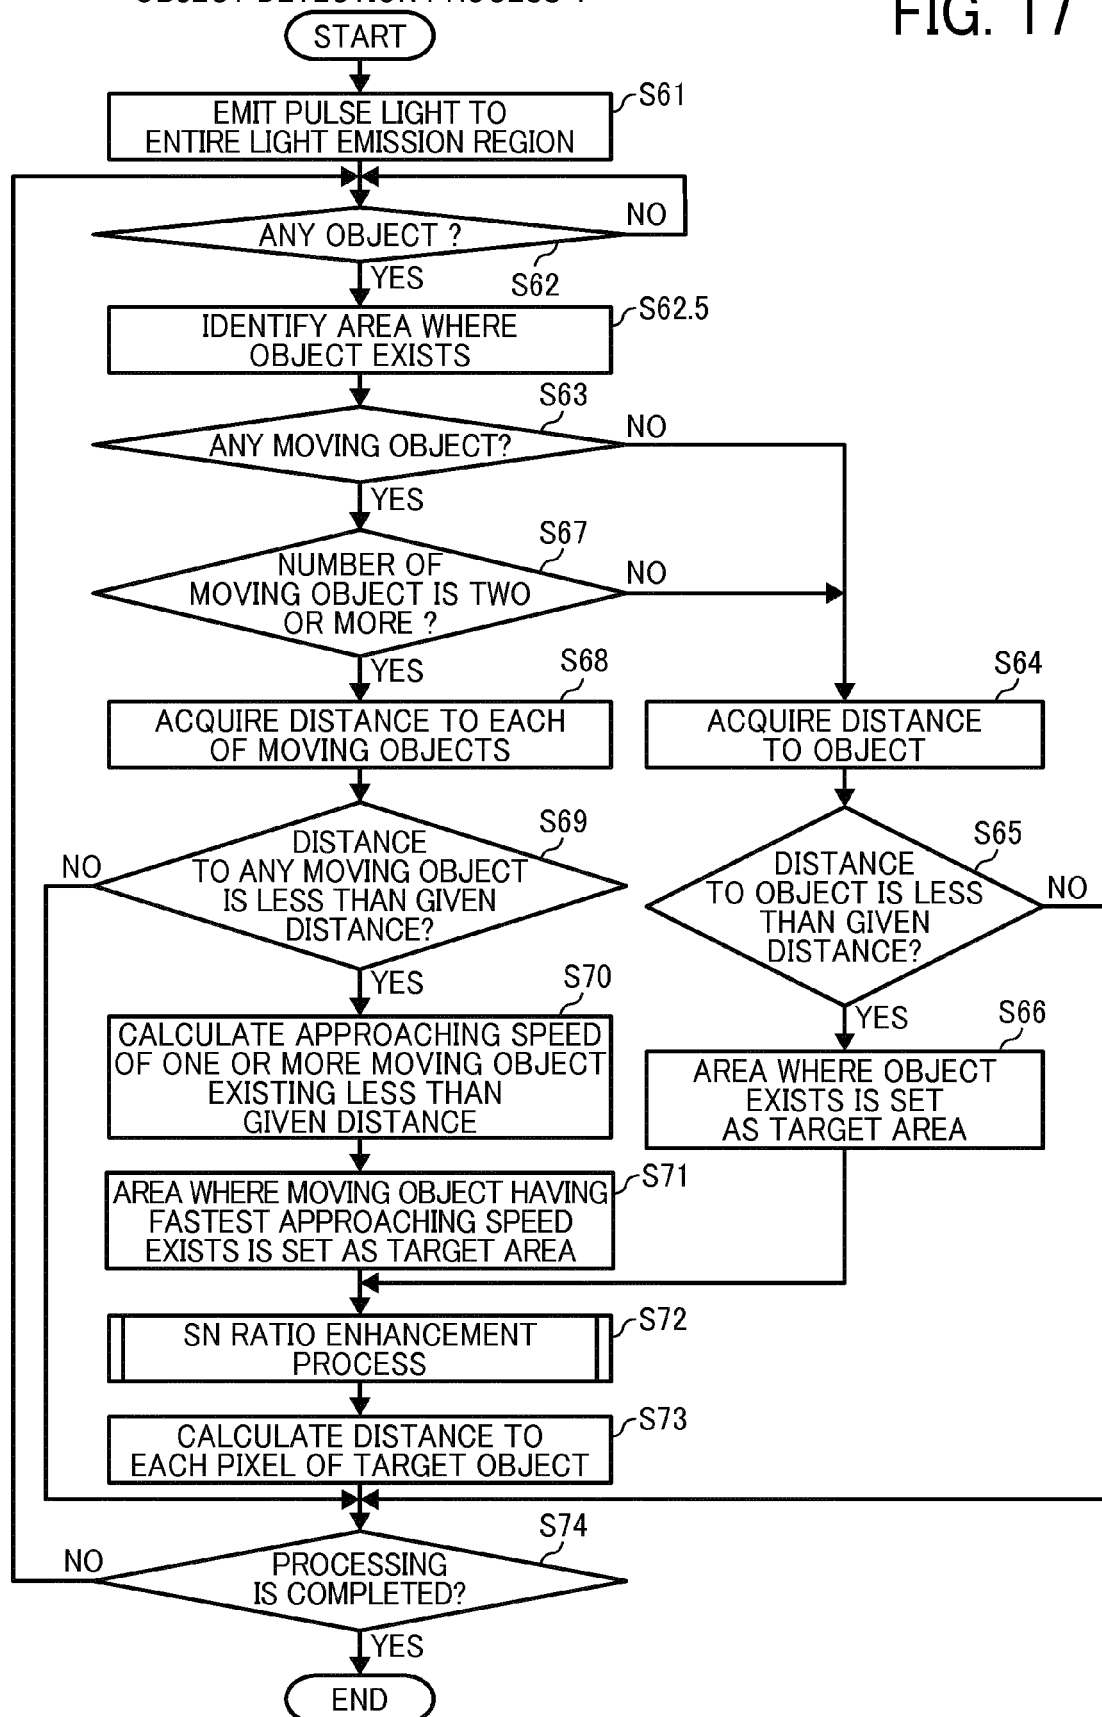 OBJECT DETECTION PROCESS
FIG. 17
START
EMIT PULSE LIGHT TO
ENTIRE LIGHT EMISSION REGION
S61
ANY OBJECT ?
NO
S62
YES
IDENTIFY AREA WHERE
OBJECT EXISTS
S62.5
S63
ANY MOVING OBJECT?
NO
YES
S67
NUMBER OF
MOVING OBJECT IS TWO
OR MORE ?
NO
YES
S68
ACQUIRE DISTANCE TO EACH
OF MOVING OBJECTS
S64
ACQUIRE DISTANCE
TO OBJECT
S69
NO
DISTANCE
TO ANY MOVING OBJECT
IS LESS THAN GIVEN
DISTANCE?
YES
S65
DISTANCE
TO OBJECT IS LESS
THAN GIVEN
DISTANCE?
NO
YES
S70
CALCULATE APPROACHING SPEED
OF ONE OR MORE MOVING OBJECT
EXISTING LESS THAN
GIVEN DISTANCE
S66
AREA WHERE OBJECT
EXISTS IS SET
AS TARGET AREA
S71
AREA WHERE MOVING OBJECT HAVING
FASTEST APPROACHING SPEED
EXISTS IS SET AS TARGET AREA
S72
SN RATIO ENHANCEMENT
PROCESS
S73
CALCULATE DISTANCE TO
EACH PIXEL OF TARGET OBJECT
S74
NO
PROCESSING
IS COMPLETED?
YES
END